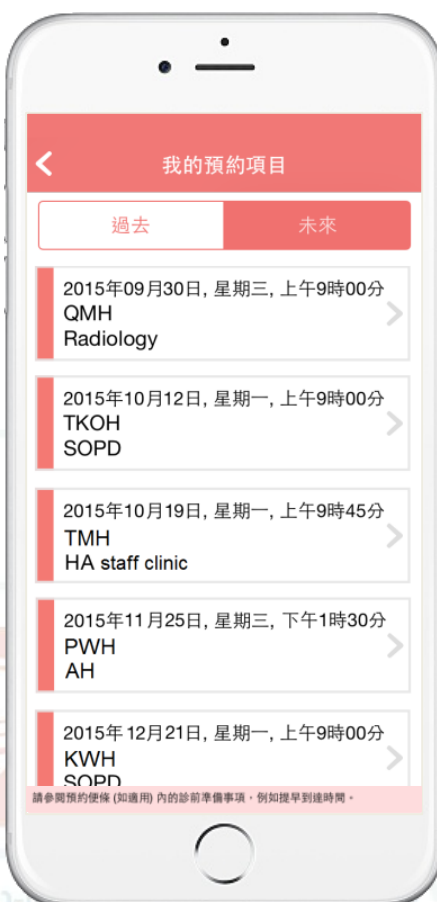 我的預約項目
過去
未來
2015年09月30日, 星期三, 上午9時00分
QMH
Radiology
2015年10月12日, 星期一, 上午9時00分
TKOH
SOPD
2015年10月19日, 星期一, 上午9時45分
TMH
HA staff clinic
2015年11月25日, 星期三, 下午1時30分
PWH
AH
2015年12月21日, 星期一, 上午9時00分
KWH
SOPD
請參閱預約便條 (如適用) 內的診前準備事項，例如提早到達時間。